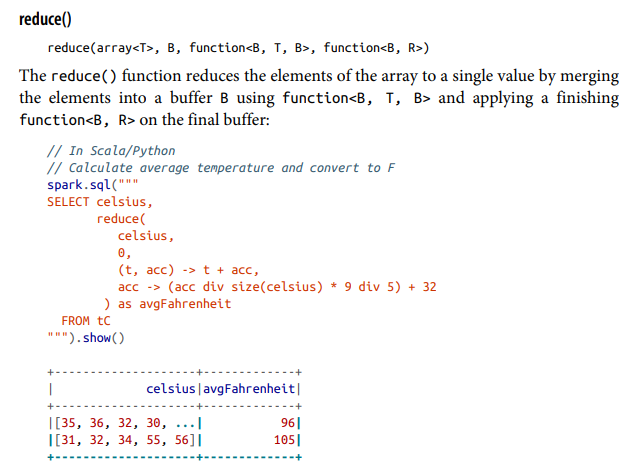 reduce()
reduce(array<T>, B, function<B, T, B>, function<B, R>)
The reduce() function reduces the elements of the array to a single value by merging
the elements into a buffer B using function<B, T, B> and applying a finishing
function<B, R> on the final buffer:
// In Scala/Python
// Calculate average temperature and convert to F
spark.sql("""
SELECT celsius,
       reduce(
          celsius,
          0,
          (t, acc) -> t + acc,
          acc -> (acc div size(celsius) * 9 div 5) + 32
        ) as avgFahrenheit
  FROM tC
""").show()
+--------------------+-------------+
|             celsius|avgFahrenheit|
+--------------------+-------------+
|[35, 36, 32, 30, ...|           96|
|[31, 32, 34, 55, 56]|          105|
+--------------------+-------------+